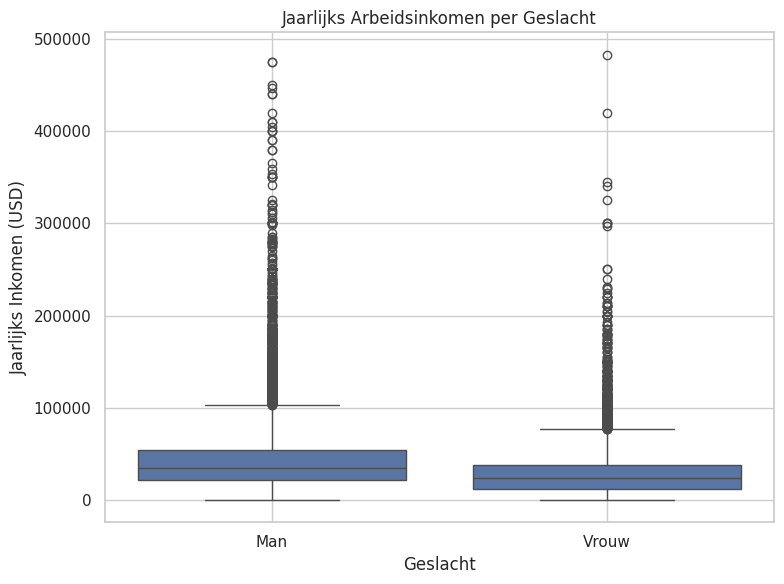 Jaarlijks Arbeidsinkomen per Geslacht
500000
400000
300000
200000
100000
0
Jaarlijks Inkomen (USD)
Man
Vrouw
Geslacht